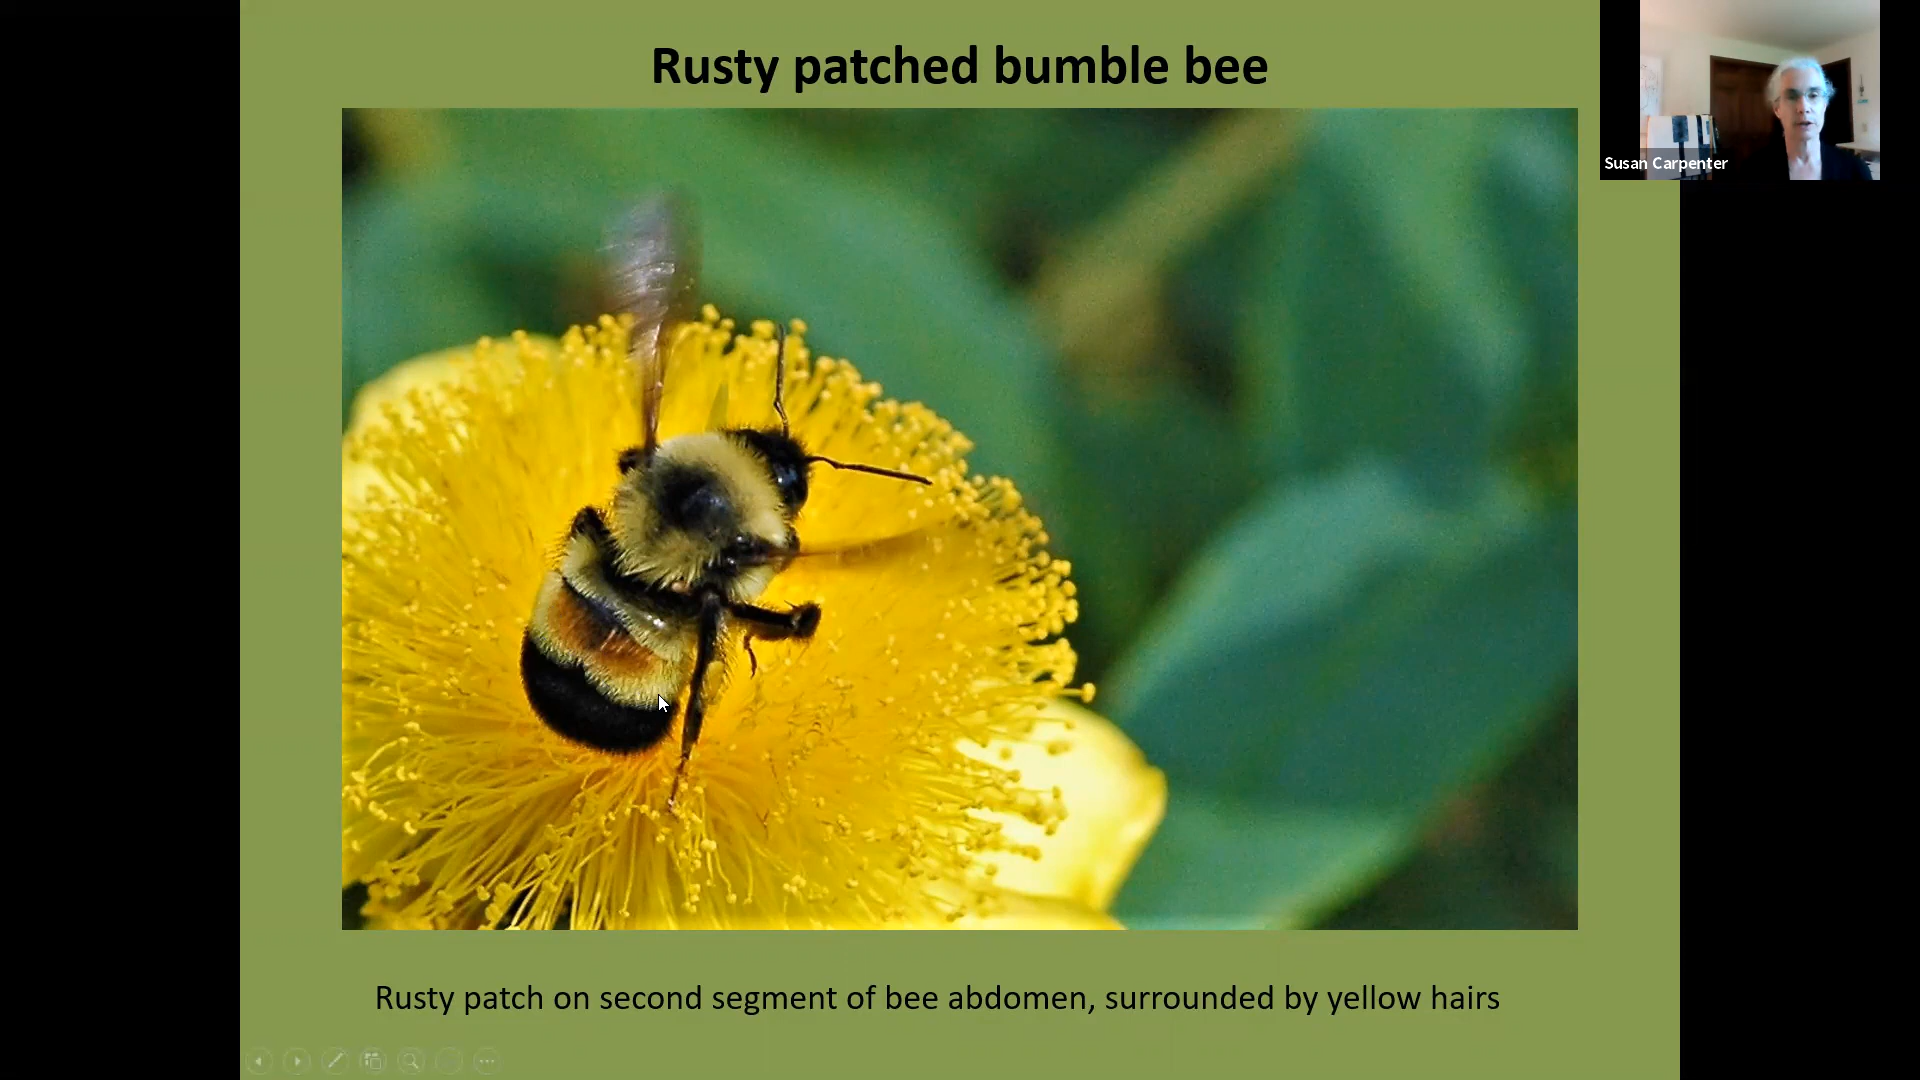 Rusty patched bumble bee
Susan Carpenter
Rusty patch on second segment of bee abdomen, surrounded by yellow hairs